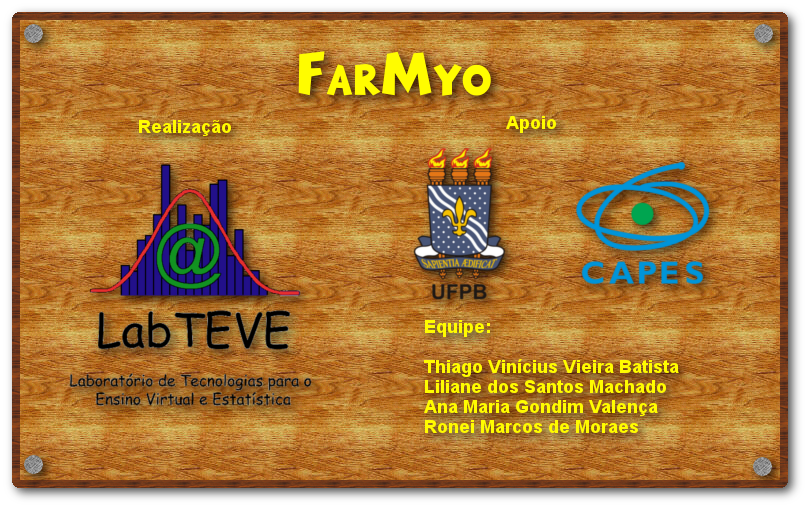 FarMyo
Realização
Apoio
@
LabTEVE
Laboratório de Tecnologias para o
Ensino Virtual e Estatística
SAPIENTIA ÆDIFICAT
UFPB
CAPES
Equipe:
Thiago Vinícius Vieira Batista
Liliane dos Santos Machado
Ana Maria Gondim Valença
Ronei Marcos de Moraes